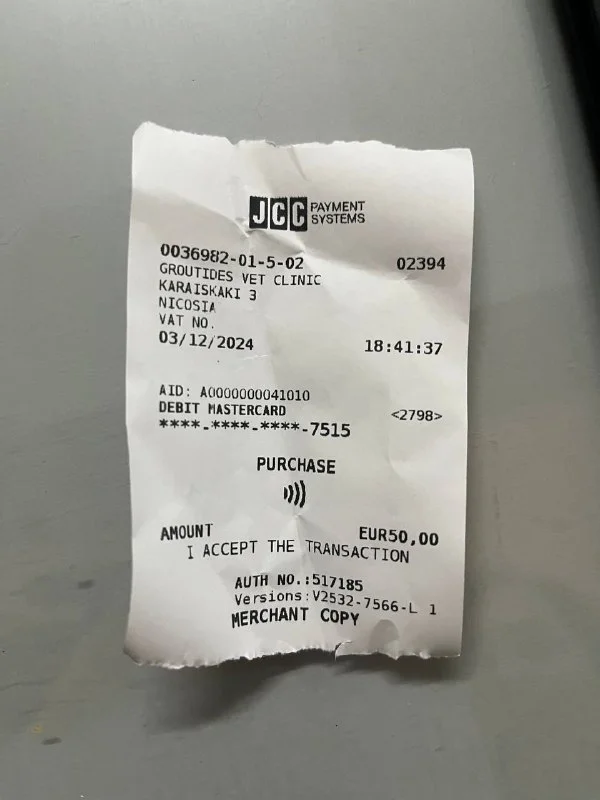 JCC PAYMENT SYSTEMS
0036982-01-5-02 02394
GROUTIDES VET CLINIC
KARAISKAKI 3
NICOSIA
VAT NO.
03/12/2024 18:41:37
AID: A0000000041010
DEBIT MASTERCARD <2798>
****-****-****-7515
PURCHASE
AMOUNT EUR50,00
I ACCEPT THE TRANSACTION
AUTH NO.:517185
Versions:V2532-7566-L 1
MERCHANT COPY